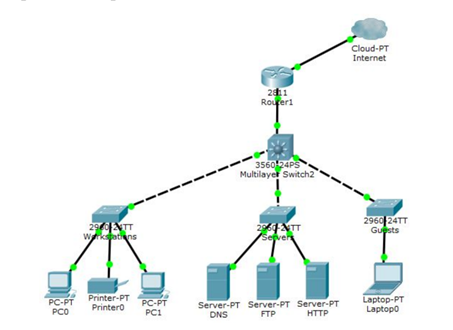 Cloud-PT
Internet
2811
Router1
3560-24PS
Multilayer Switch2
2960-24TT
Workstations
2960-24TT
Servers
2960-24TT
Guests
PC-PT
PC0
Printer-PT
Printer0
PC-PT
PC1
Server-PT
DNS
Server-PT
FTP
Server-PT
HTTP
Laptop-PT
Laptop0